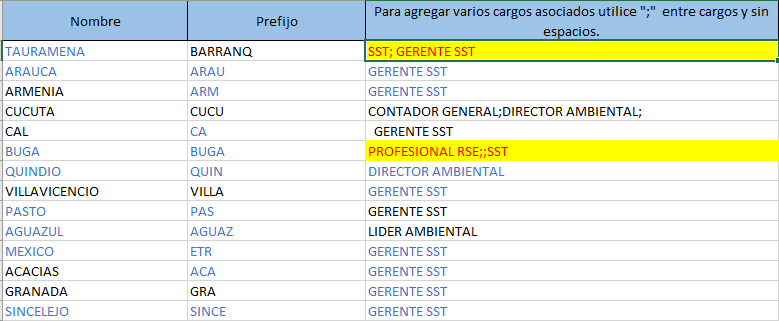 Nombre Prefijo Para agregar varios cargos asociados utilice ";" entre cargos y sin
espacios.
TAURAMENA BARRANQ SST; GERENTE SST
ARAUCA ARAU GERENTE SST
ARMENIA ARM GERENTE SST
CUCUTA CUCU CONTADOR GENERAL;DIRECTOR AMBIENTAL;
CAL CA GERENTE SST
BUGA BUGA PROFESIONAL RSE;;SST
QUINDIO QUIN DIRECTOR AMBIENTAL
VILLAVICENCIO VILLA GERENTE SST
PASTO PAS GERENTE SST
AGUAZUL AGUAZ LIDER AMBIENTAL
MEXICO ETR GERENTE SST
ACACIAS ACA GERENTE SST
GRANADA GRA GERENTE SST
SINCELEJO SINCE GERENTE SST